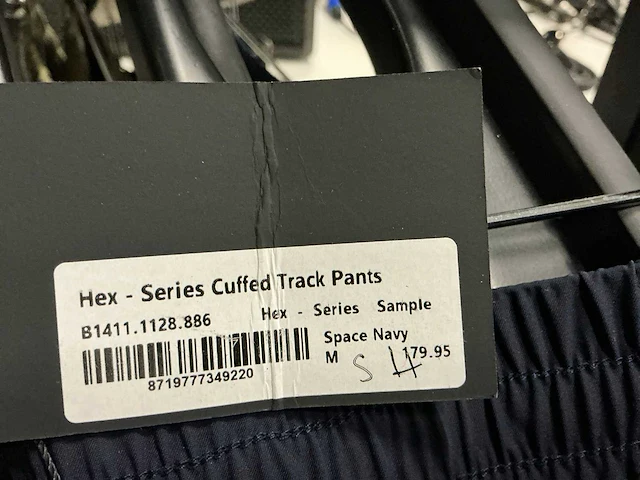 Hex - Series Cuffed Track Pants
B1411.1128.886 Hex - Series Sample
Space Navy
M S 179.95
8719777349220